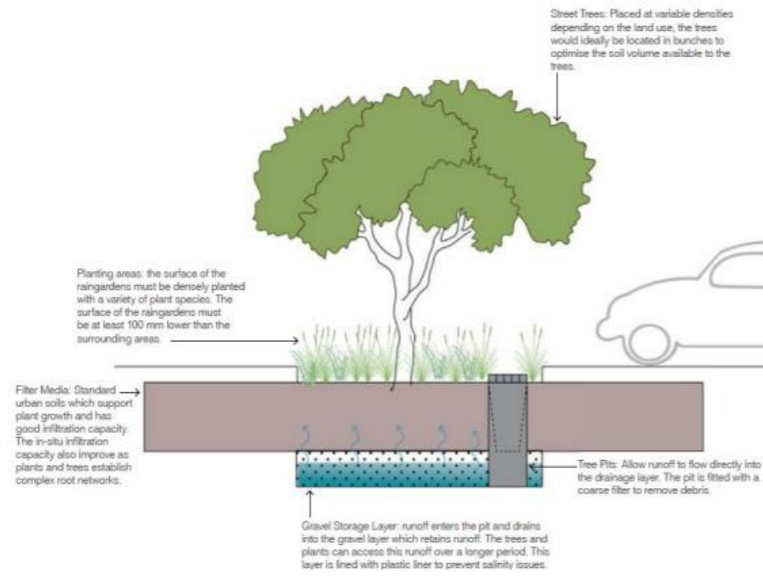 Street Trees: Placed at variable densities
depending on the land use, the trees
would ideally be located in bunches to
optimise the soil volume available to the
trees.
Planting areas: the surface of the
raingardens must be densely planted
with a variety of plant species. The
surface of the raingardens must
be at least 100 mm lower than the
surrounding areas.
Filter Media: Standard
urban soils which support
plant growth and has
good infiltration capacity.
The in-situ infiltration
capacity also improve as
plants and trees establish
complex root networks.
Tree Pits: Allow runoff to flow directly into
the drainage layer. The pit is fitted with a
coarse filter to remove debris.
Gravel Storage Layer: runoff enters the pit and drains
into the gravel layer which retains runoff. The trees and
plants can access this runoff over a longer period. This
layer is lined with plastic liner to prevent salinity issues.